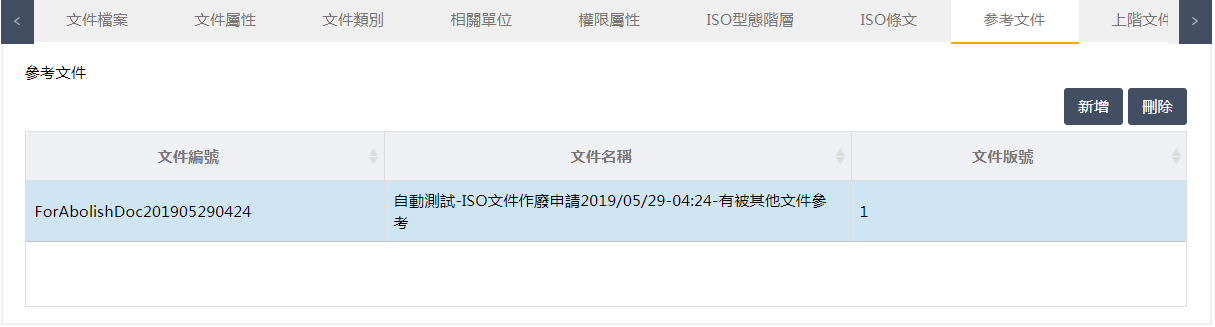 <
文件檔案
文件屬性
文件類別
相關單位
權限屬性
ISO型態階層
ISO條文
參考文件
上階文件
>
參考文件
新增
刪除
文件編號
文件名稱
文件版號
ForAbolishDoc201905290424
自動測試-ISO文件作廢申請2019/05/29-04:24-有被其他文件參
考
1